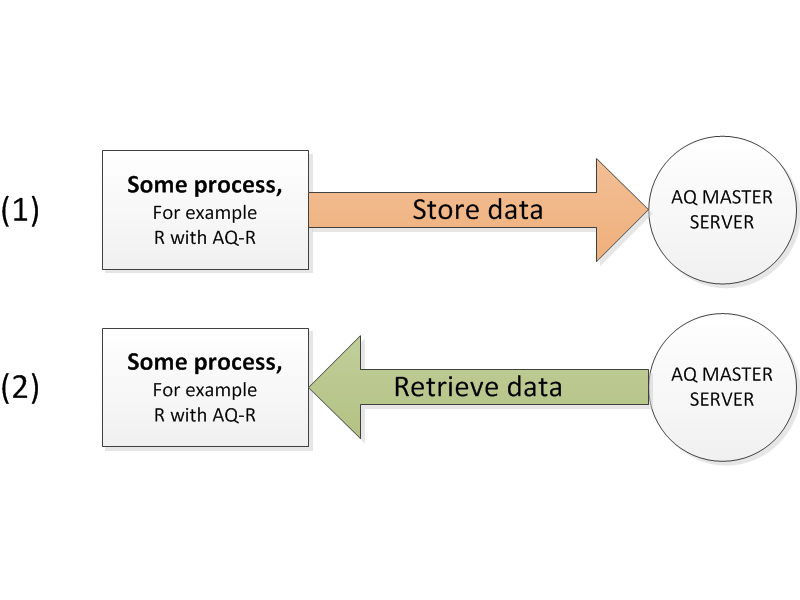 (1)
Some process,
For example
R with AQ-R
Store data
AQ MASTER
SERVER
(2)
Some process,
For example
R with AQ-R
Retrieve data
AQ MASTER
SERVER